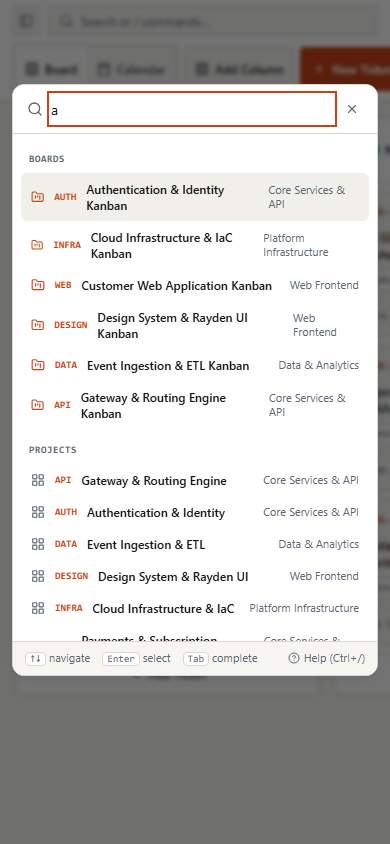 Search or / commands...
Board
Calendar
Add Column
+ New Ticke
a
BOARDS
AUTH Authentication & Identity Kanban Core Services & API
INFRA Cloud Infrastructure & IaC Kanban Platform Infrastructure
WEB Customer Web Application Kanban Web Frontend
DESIGN Design System & Rayden UI Kanban Web Frontend
DATA Event Ingestion & ETL Kanban Data & Analytics
API Gateway & Routing Engine Kanban Core Services & API
PROJECTS
API Gateway & Routing Engine Core Services & API
AUTH Authentication & Identity Core Services & API
DATA Event Ingestion & ETL Data & Analytics
DESIGN Design System & Rayden UI Web Frontend
INFRA Cloud Infrastructure & IaC Platform Infrastructure
Payments & Subscription Core Services &
↑↓ navigate Enter select Tab complete Help (Ctrl+/)